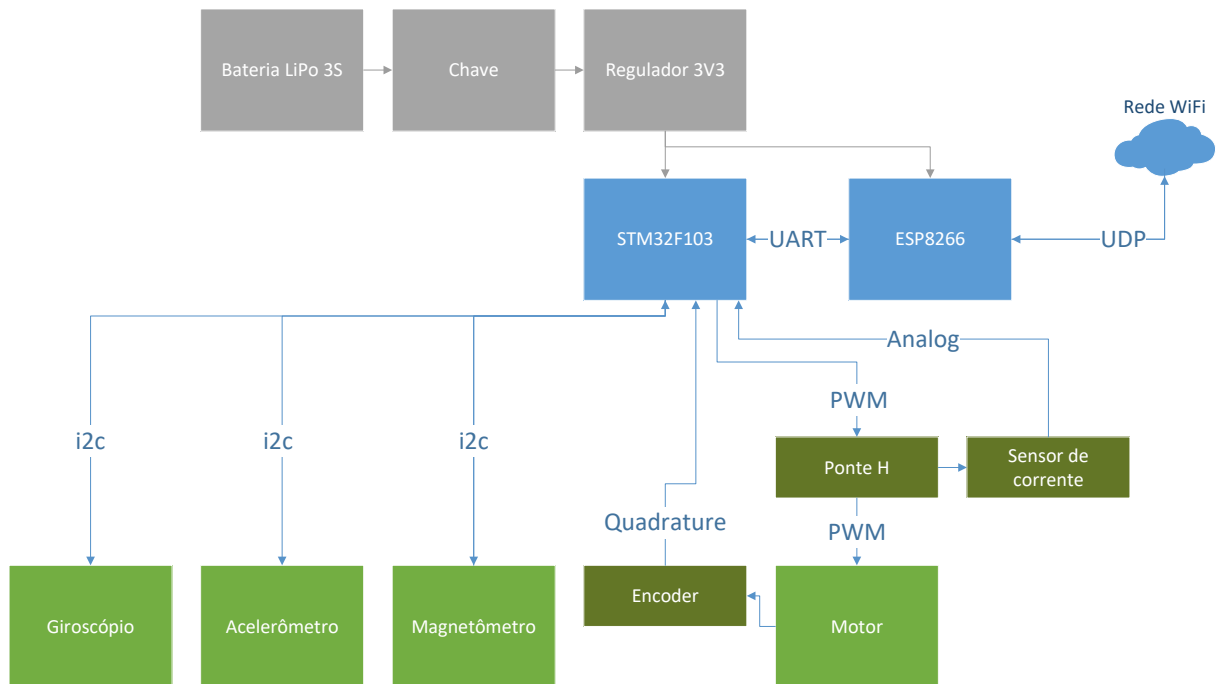 Bateria LiPo 3S
Chave
Regulador 3V3
Rede WiFi
STM32F103
UART
ESP8266
UDP
Analog
PWM
i2c
i2c
i2c
Ponte H
Sensor de
corrente
Quadrature
PWM
Encoder
Giroscópio
Acelerômetro
Magnetômetro
Motor